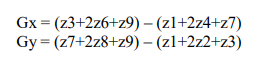 Gx = (z3+2z6+z9) – (z1+2z4+z7)
Gy = (z7+2z8+z9) – (z1+2z2+z3)